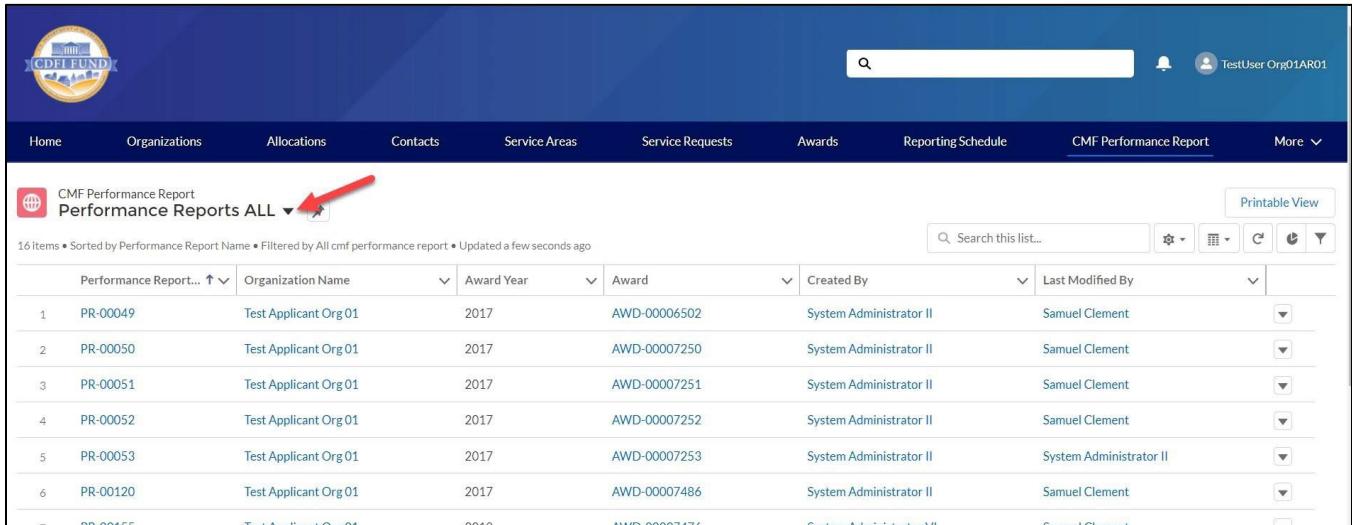 CDFI FUND
TestUser Org01AR01
Home Organizations Allocations Contacts Service Areas Service Requests Awards Reporting Schedule CMF Performance Report More
CMF Performance Report
Performance Reports ALL
Printable View
16 items • Sorted by Performance Report Name • Filtered by All cmf performance report • Updated a few seconds ago
Search this list...
Performance Report... Organization Name Award Year Award Created By Last Modified By
1 PR-00049 Test Applicant Org 01 2017 AWD-00006502 System Administrator II Samuel Clement
2 PR-00050 Test Applicant Org 01 2017 AWD-00007250 System Administrator II Samuel Clement
3 PR-00051 Test Applicant Org 01 2017 AWD-00007251 System Administrator II Samuel Clement
4 PR-00052 Test Applicant Org 01 2017 AWD-00007252 System Administrator II Samuel Clement
5 PR-00053 Test Applicant Org 01 2017 AWD-00007253 System Administrator II System Administrator II
6 PR-00120 Test Applicant Org 01 2017 AWD-00007486 System Administrator II Samuel Clement